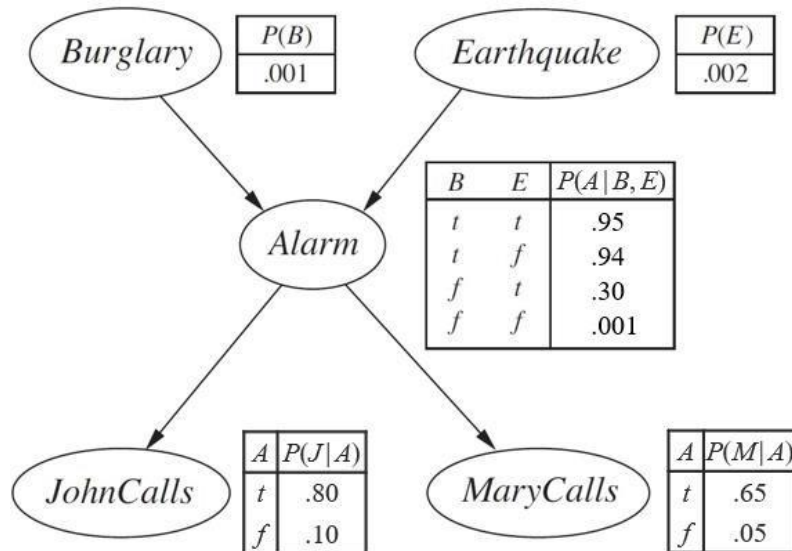 Burglary
P(B)
.001
Earthquake
P(E)
.002
Alarm
B E P(A|B, E)
t t .95
t f .94
f t .30
f f .001
JohnCalls
A P(J|A)
t .80
f .10
MaryCalls
A P(M|A)
t .65
f .05